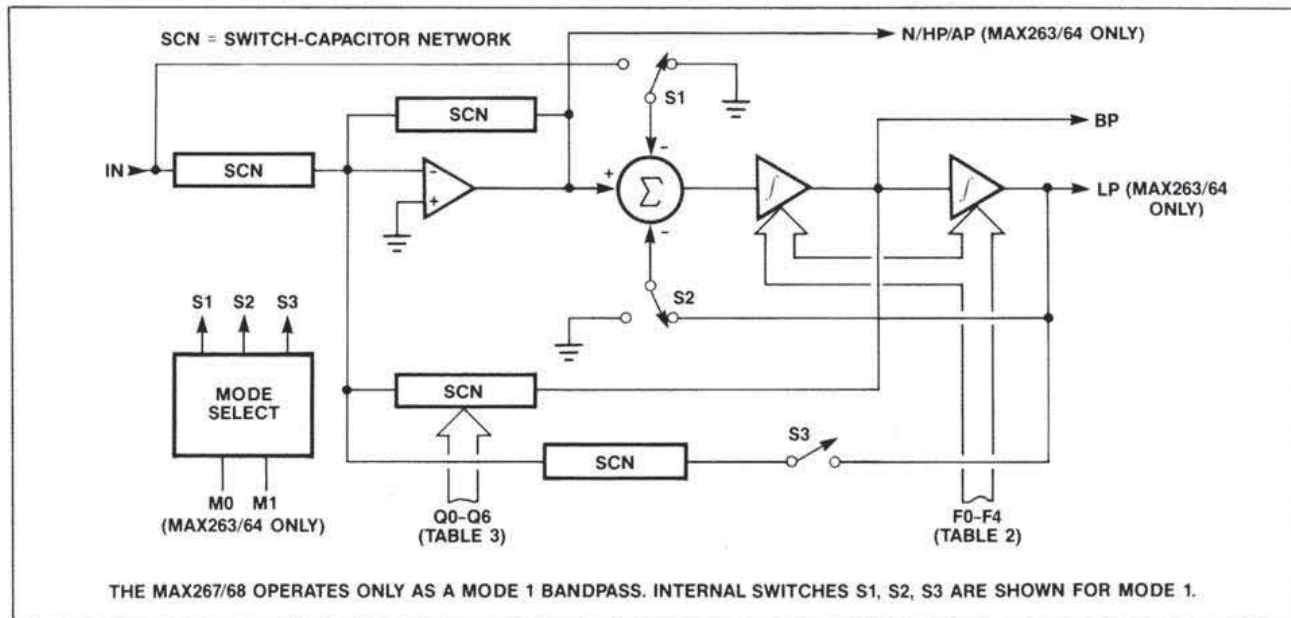 SCN = SWITCH-CAPACITOR NETWORK
N/HP/AP (MAX263/64 ONLY)
S1
SCN
BP
IN
SCN
-
+
-
+
Σ
-
∫
∫
LP (MAX263/64
ONLY)
S2
S1 S2 S3
MODE
SELECT
SCN
S3
SCN
M0 M1
(MAX263/64 ONLY)
Q0-Q6
(TABLE 3)
F0-F4
(TABLE 2)
THE MAX267/68 OPERATES ONLY AS A MODE 1 BANDPASS. INTERNAL SWITCHES S1, S2, S3 ARE SHOWN FOR MODE 1.